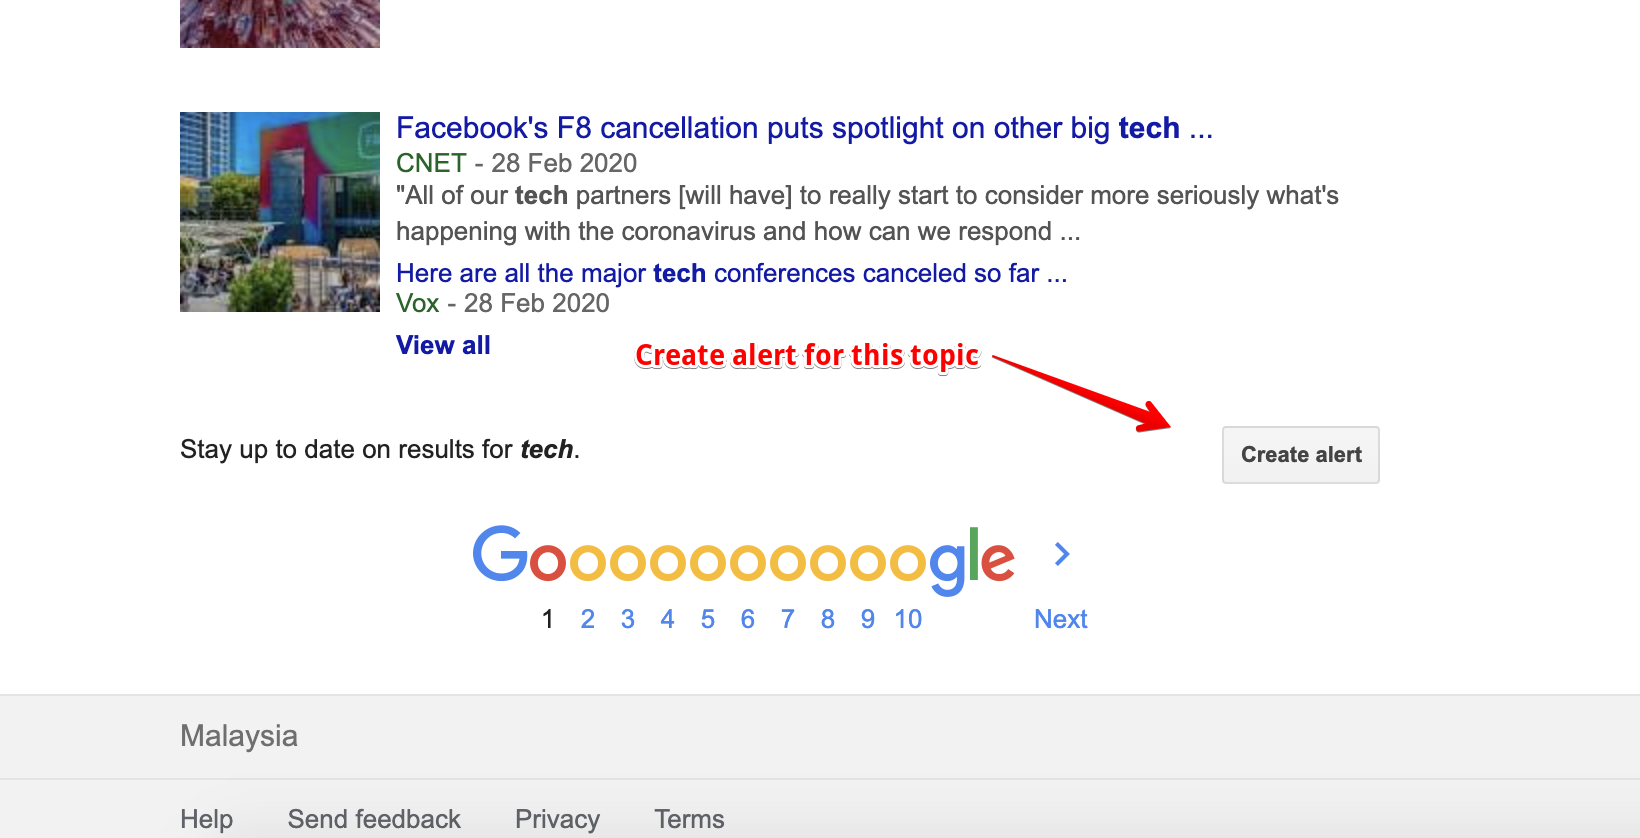 Facebook's F8 cancellation puts spotlight on other big tech ...
CNET - 28 Feb 2020
"All of our tech partners [will have] to really start to consider more seriously what's
happening with the coronavirus and how can we respond ...
Here are all the major tech conferences canceled so far ...
Vox - 28 Feb 2020
View all
Create alert for this topic
Stay up to date on results for tech.
Create alert
Goooooooooogle >
1 2 3 4 5 6 7 8 9 10 Next
Malaysia
Help Send feedback Privacy Terms